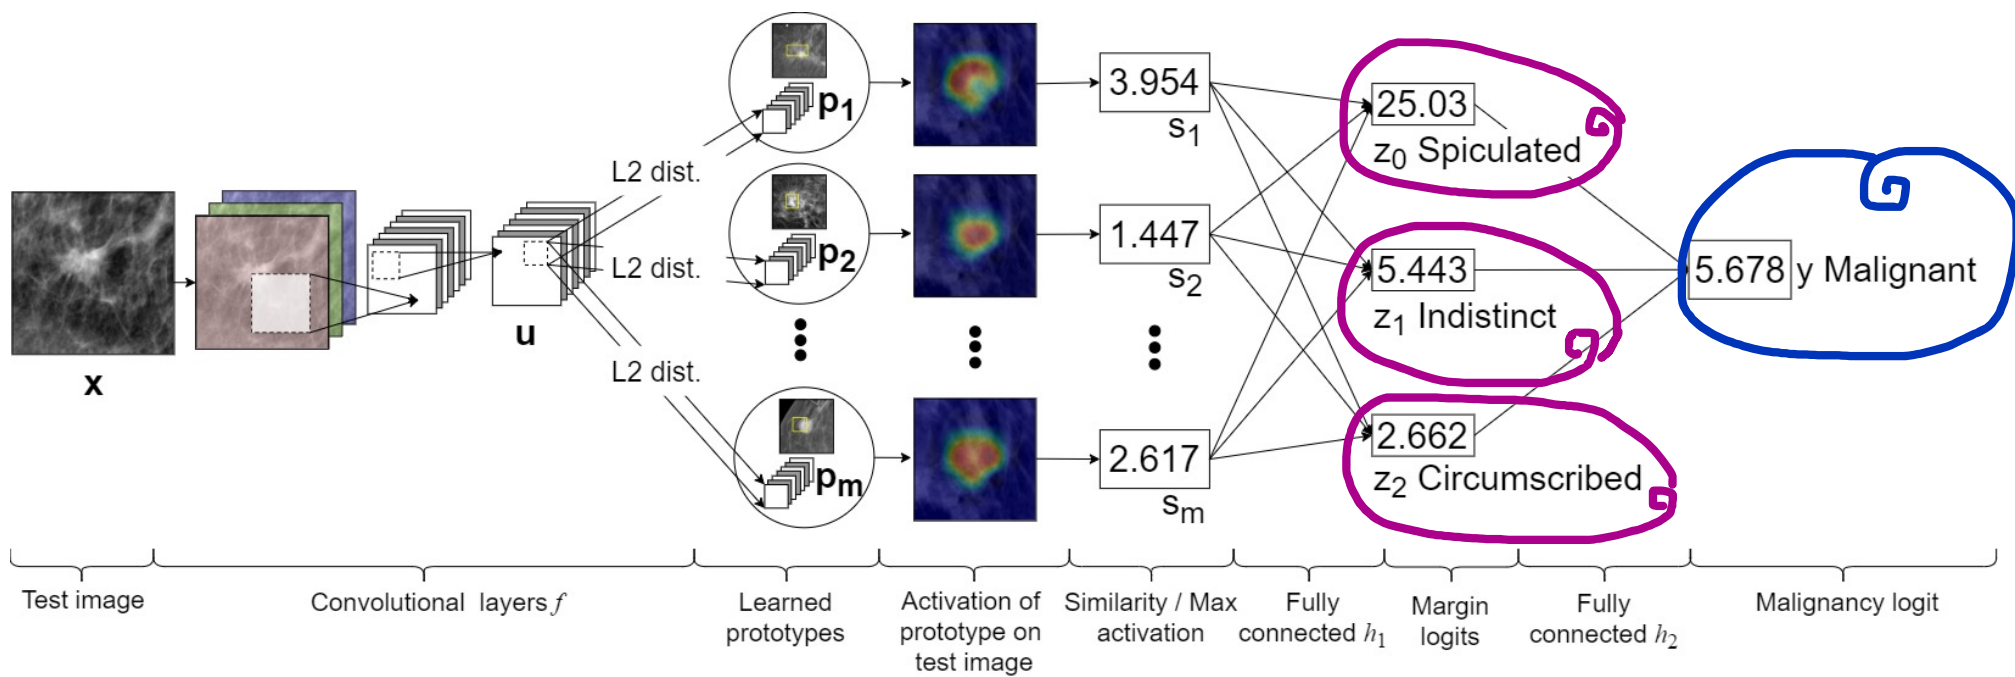 x
u
L2 dist.
L2 dist.
L2 dist.
p1
p2
pm
3.954
s1
1.447
s2
2.617
sm
25.03
z0 Spiculated
5.443
z1 Indistinct
2.662
z2 Circumscribed
5.678 y Malignant
Test image
Convolutional layers f
Learned
prototypes
Activation of
prototype on
test image
Similarity / Max
activation
Fully
connected h1
Margin
logits
Fully
connected h2
Malignancy logit